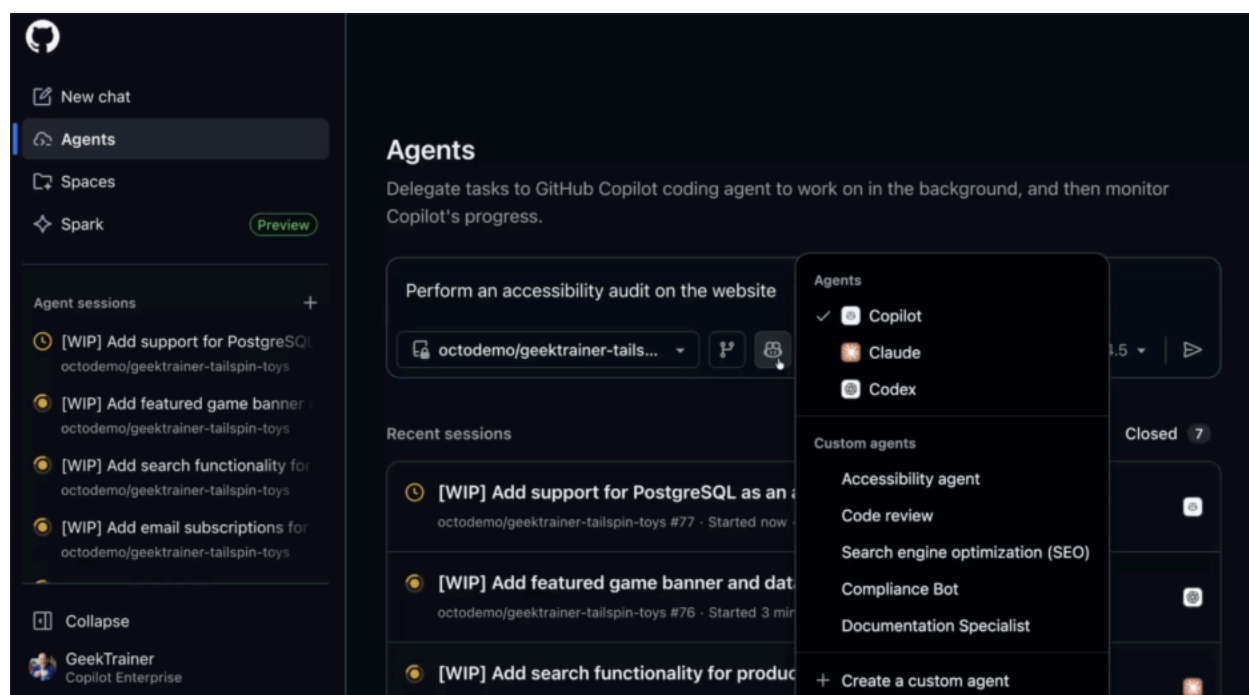 New chat
Agents
Spaces
Spark
Preview
Agent sessions
[WIP] Add support for PostgreSQL
octodemo/geektrainer-tailspin-toys
[WIP] Add featured game banner
octodemo/geektrainer-tailspin-toys
[WIP] Add search functionality for
octodemo/geektrainer-tailspin-toys
[WIP] Add email subscriptions for
octodemo/geektrainer-tailspin-toys
Collapse
GeekTrainer
Copilot Enterprise
Agents
Delegate tasks to GitHub Copilot coding agent to work on in the background, and then monitor
Copilot's progress.
Perform an accessibility audit on the website
octodemo/geektrainer-tails...
Agents
Copilot
Claude
Codex
Custom agents
Accessibility agent
Code review
Search engine optimization (SEO)
Compliance Bot
Documentation Specialist
Create a custom agent
Recent sessions
Closed 7
[WIP] Add support for PostgreSQL as an
octodemo/geektrainer-tailspin-toys #77 · Started now ·
[WIP] Add featured game banner and
octodemo/geektrainer-tailspin-toys #76 · Started 3
[WIP] Add search functionality for